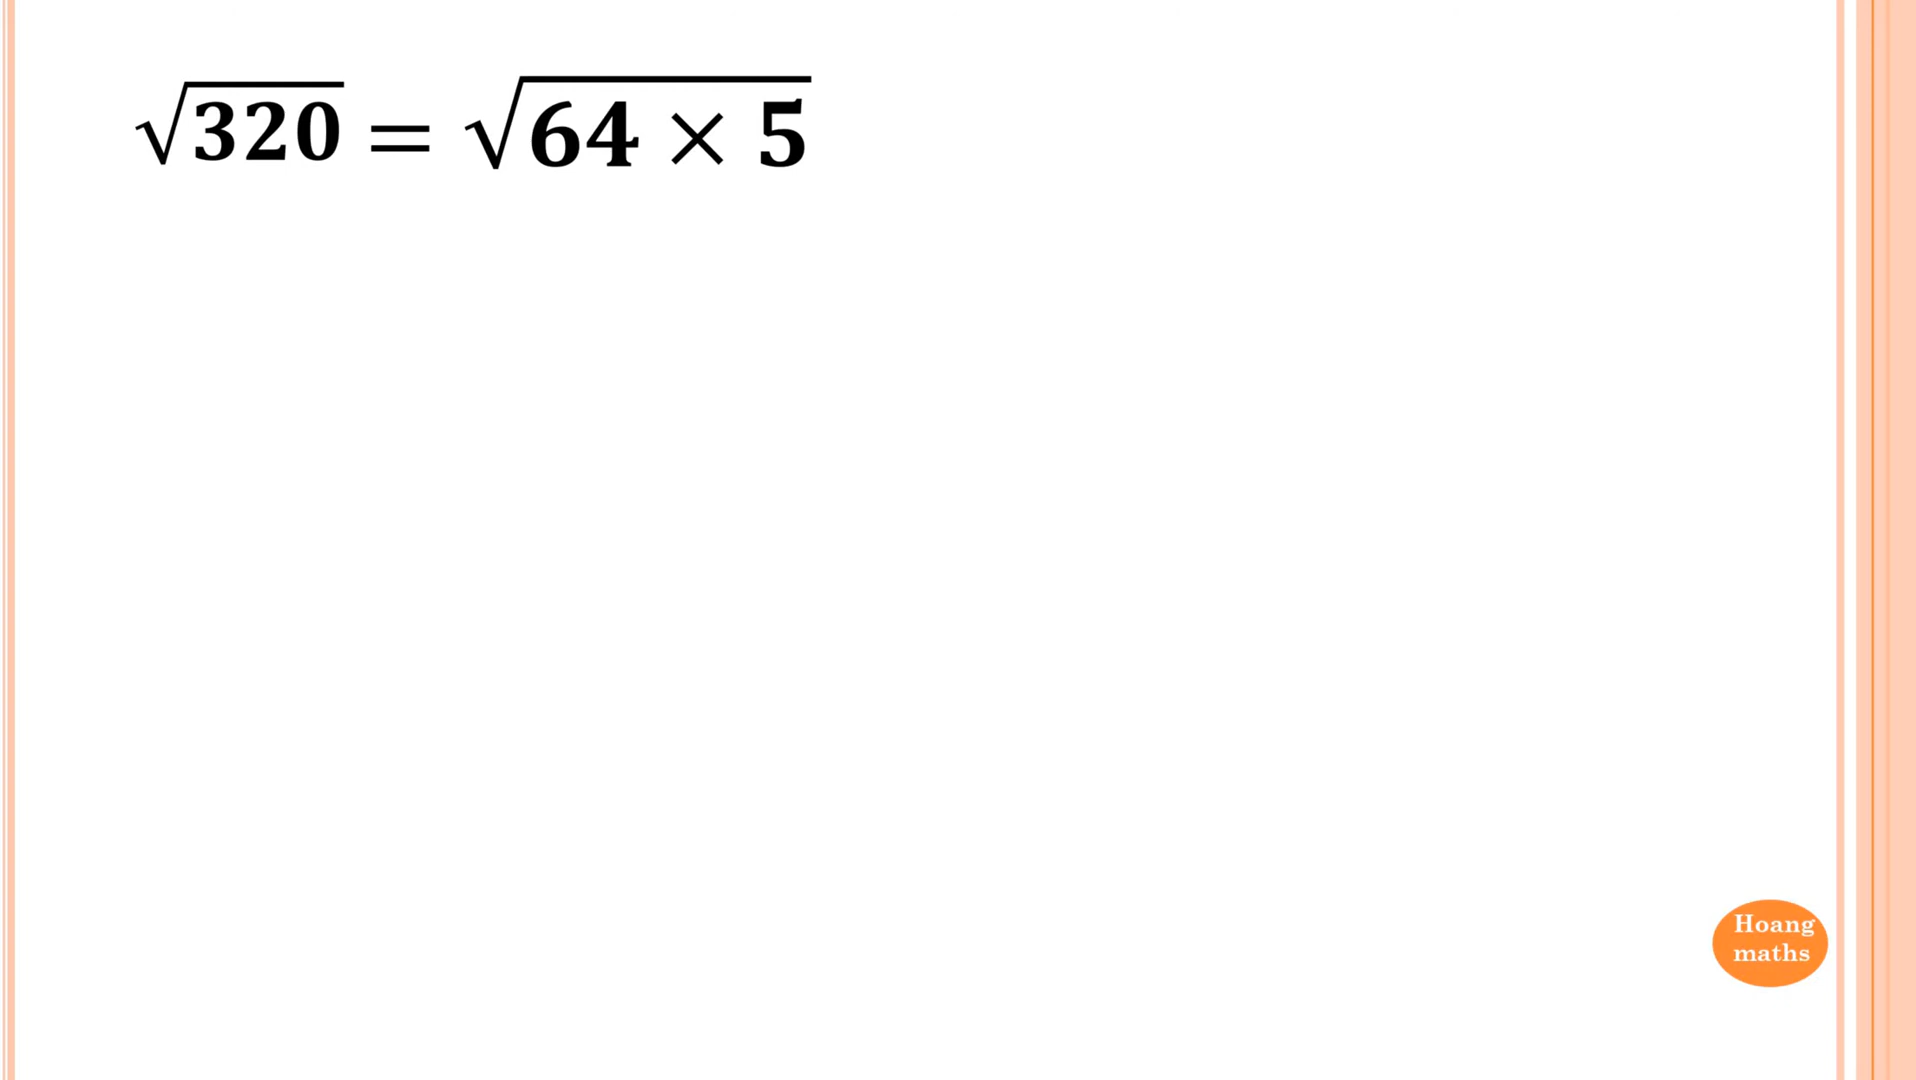 √320 = √64 × 5
Hoang
maths